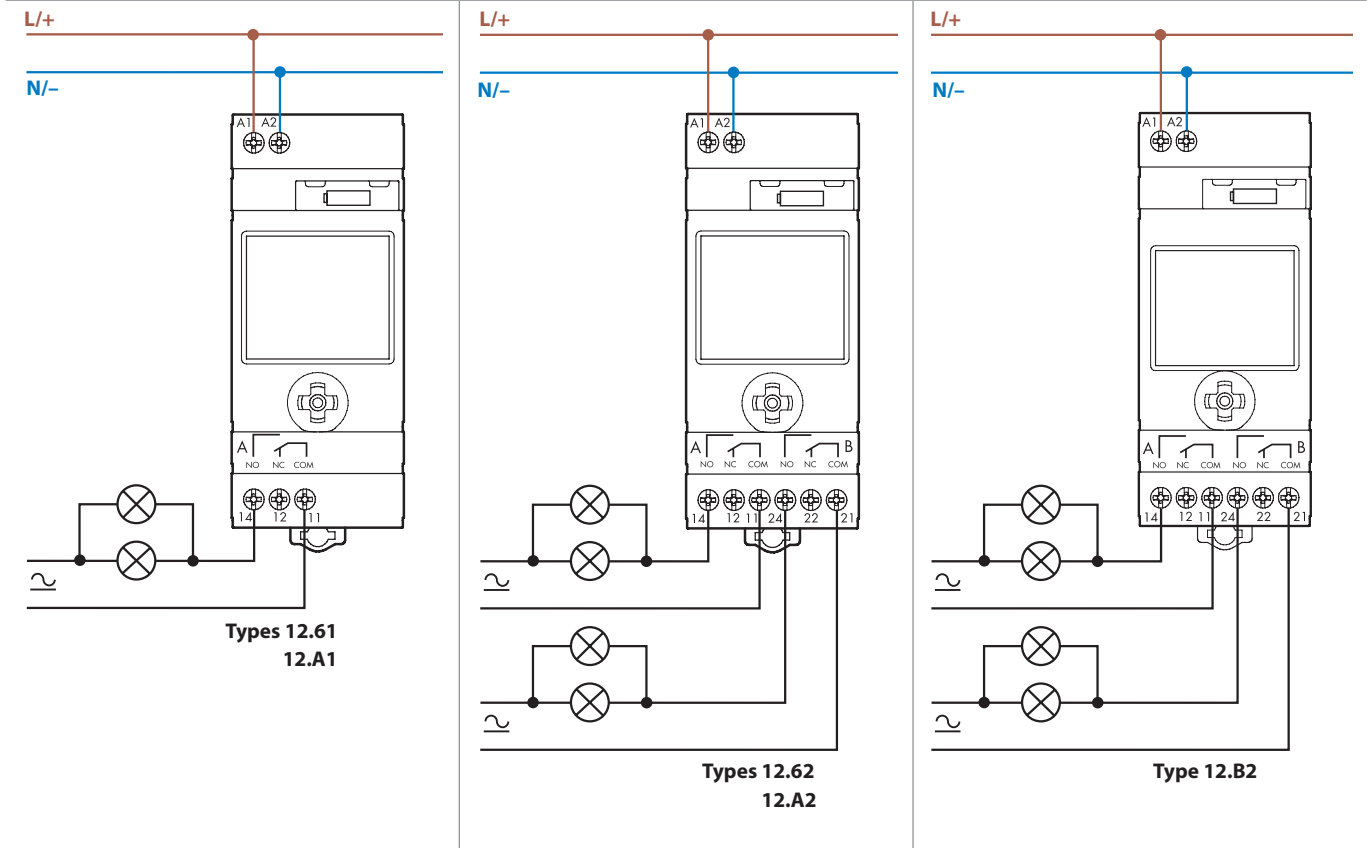 L/+
N/–
A1 A2
A
NO NC COM
14 12 11
Types 12.61
12.A1
L/+
N/–
A1 A2
A B
NO NC COM NO NC COM
14 12 11 24 22 21
Types 12.62
12.A2
L/+
N/–
A1 A2
A B
NO NC COM NO NC COM
14 12 11 24 22 21
Type 12.B2